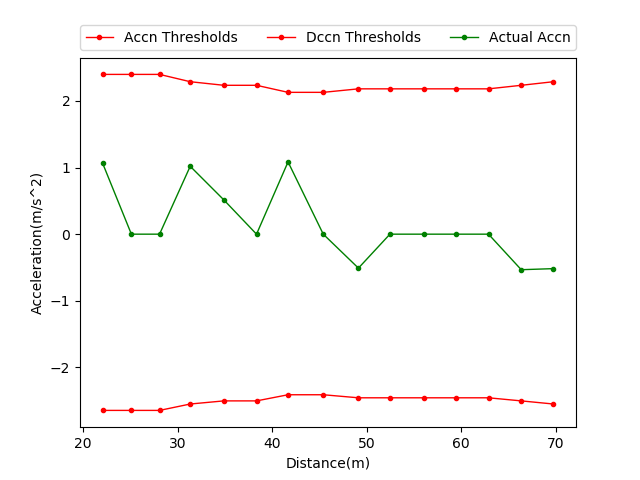 Accn Thresholds Dccn Thresholds Actual Accn
2
1
0
−1
−2
Acceleration(m/s^2)
20 30 40 50 60 70
Distance(m)